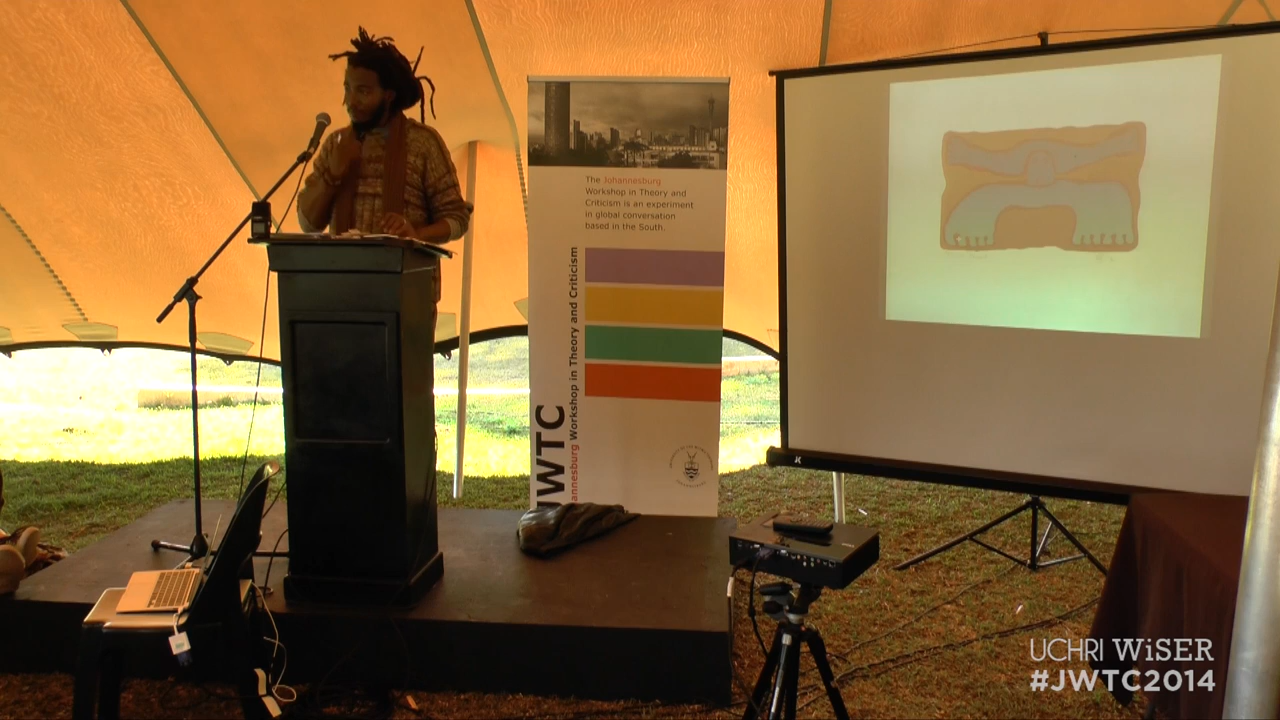 The Johannesburg
Workshop in Theory and
Criticism is an experiment
in global conversation
based in the South.
JWTC
Johannesburg Workshop in Theory and Criticism
UCHRI WiSER
#JWTC2014